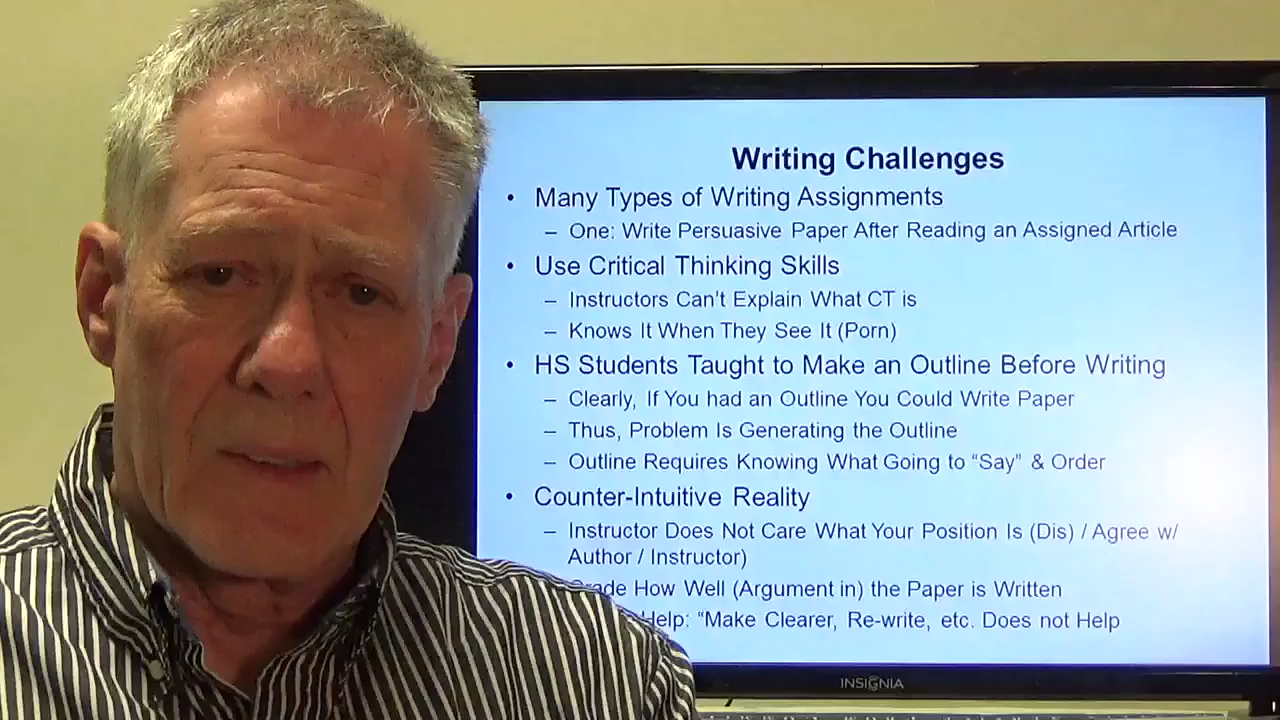 Writing Challenges
• Many Types of Writing Assignments
– One: Write Persuasive Paper After Reading an Assigned Article
• Use Critical Thinking Skills
– Instructors Can't Explain What CT is
– Knows It When They See It (Porn)
• HS Students Taught to Make an Outline Before Writing
– Clearly, If You had an Outline You Could Write Paper
– Thus, Problem Is Generating the Outline
– Outline Requires Knowing What Going to “Say” & Order
• Counter-Intuitive Reality
– Instructor Does Not Care What Your Position Is (Dis) / Agree w/
Author / Instructor)
How Well (Argument in) the Paper is Written
Help: “Make Clearer, Re-write, etc. Does not Help
INSIGNIA